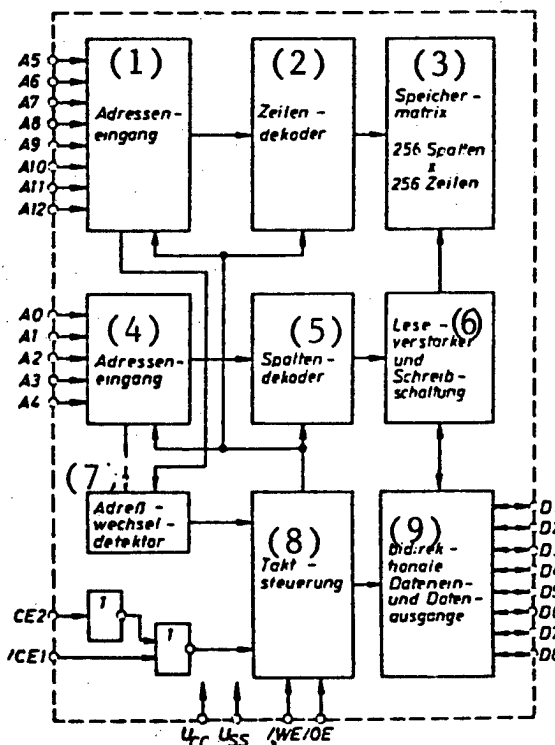 (1)
Adressen-
eingang
(2)
Zeilen-
dekoder
(3)
Speicher-
matrix
256 Spalten
x
256 Zeilen
A5
A6
A7
A8
A9
A10
A11
A12
(4)
Adressen-
eingang
(5)
Spalten-
dekoder
(6)
Lese-
verstärker
und
Schreib-
schaltung
A0
A1
A2
A3
A4
(7)
Adreß-
wechsel-
detektor
(8)
Takt-
steuerung
(9)
bidirek-
tionale
Datenein-
und Daten-
ausgänge
D
D2
D3
D4
D5
D6
D7
D8
1
1
CE2
/CE1
UCC
USS
/WE
/OE